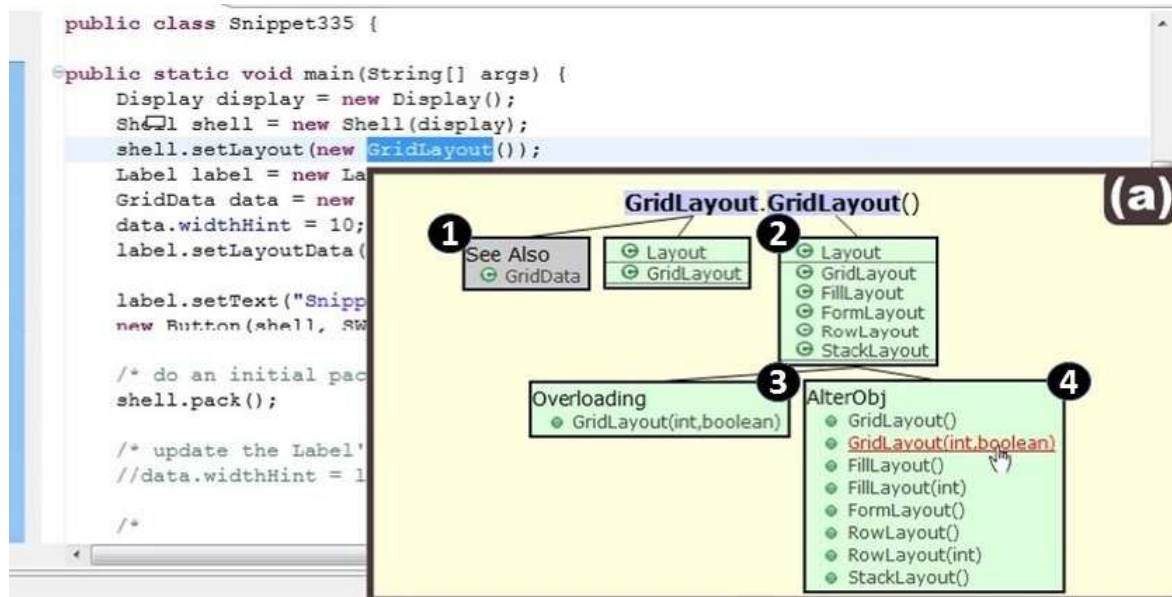 public class Snippet335 {
public static void main(String[] args) {
Display display = new Display();
Shell shell = new Shell(display);
shell.setLayout(new GridLayout());
Label label = new La
GridData data = new
data.widthHint = 10;
label.setLayoutData(
label.setText("Snipp
new Button(shell, SW
/* do an initial pac
shell.pack();
/* update the Label'
//data.widthHint = 1
/*
(a)
GridLayout.GridLayout()
1
See Also
GridData
Layout
GridLayout
2
Layout
GridLayout
FillLayout
FormLayout
RowLayout
StackLayout
3
Overloading
GridLayout(int,boolean)
4
AlterObj
GridLayout()
GridLayout(int,boolean)
FillLayout()
FillLayout(int)
FormLayout()
RowLayout()
RowLayout(int)
StackLayout()